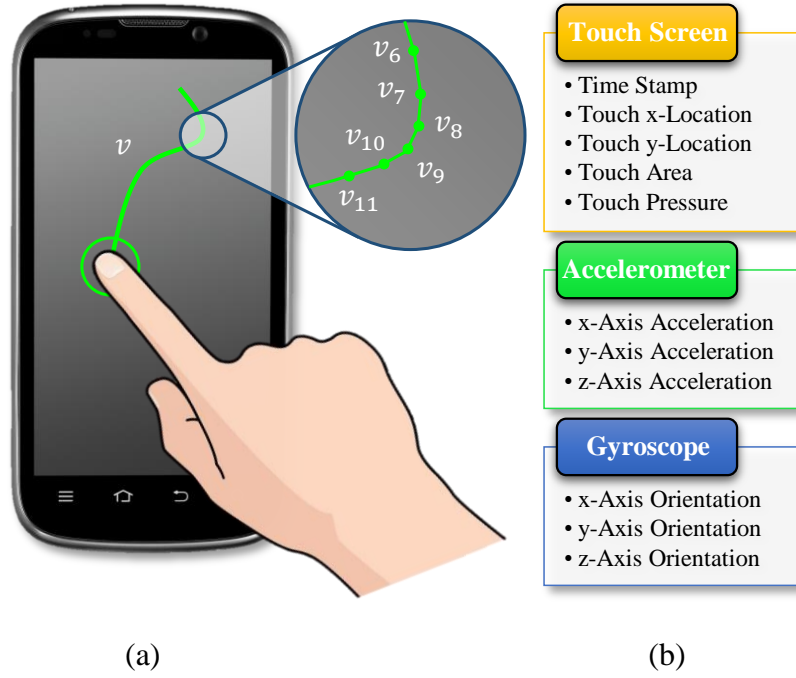 v
v₆
v₇
v₈
v₉
v₁₀
v₁₁
(a)
Touch Screen
• Time Stamp
• Touch x-Location
• Touch y-Location
• Touch Area
• Touch Pressure
Accelerometer
• x-Axis Acceleration
• y-Axis Acceleration
• z-Axis Acceleration
Gyroscope
• x-Axis Orientation
• y-Axis Orientation
• z-Axis Orientation
(b)